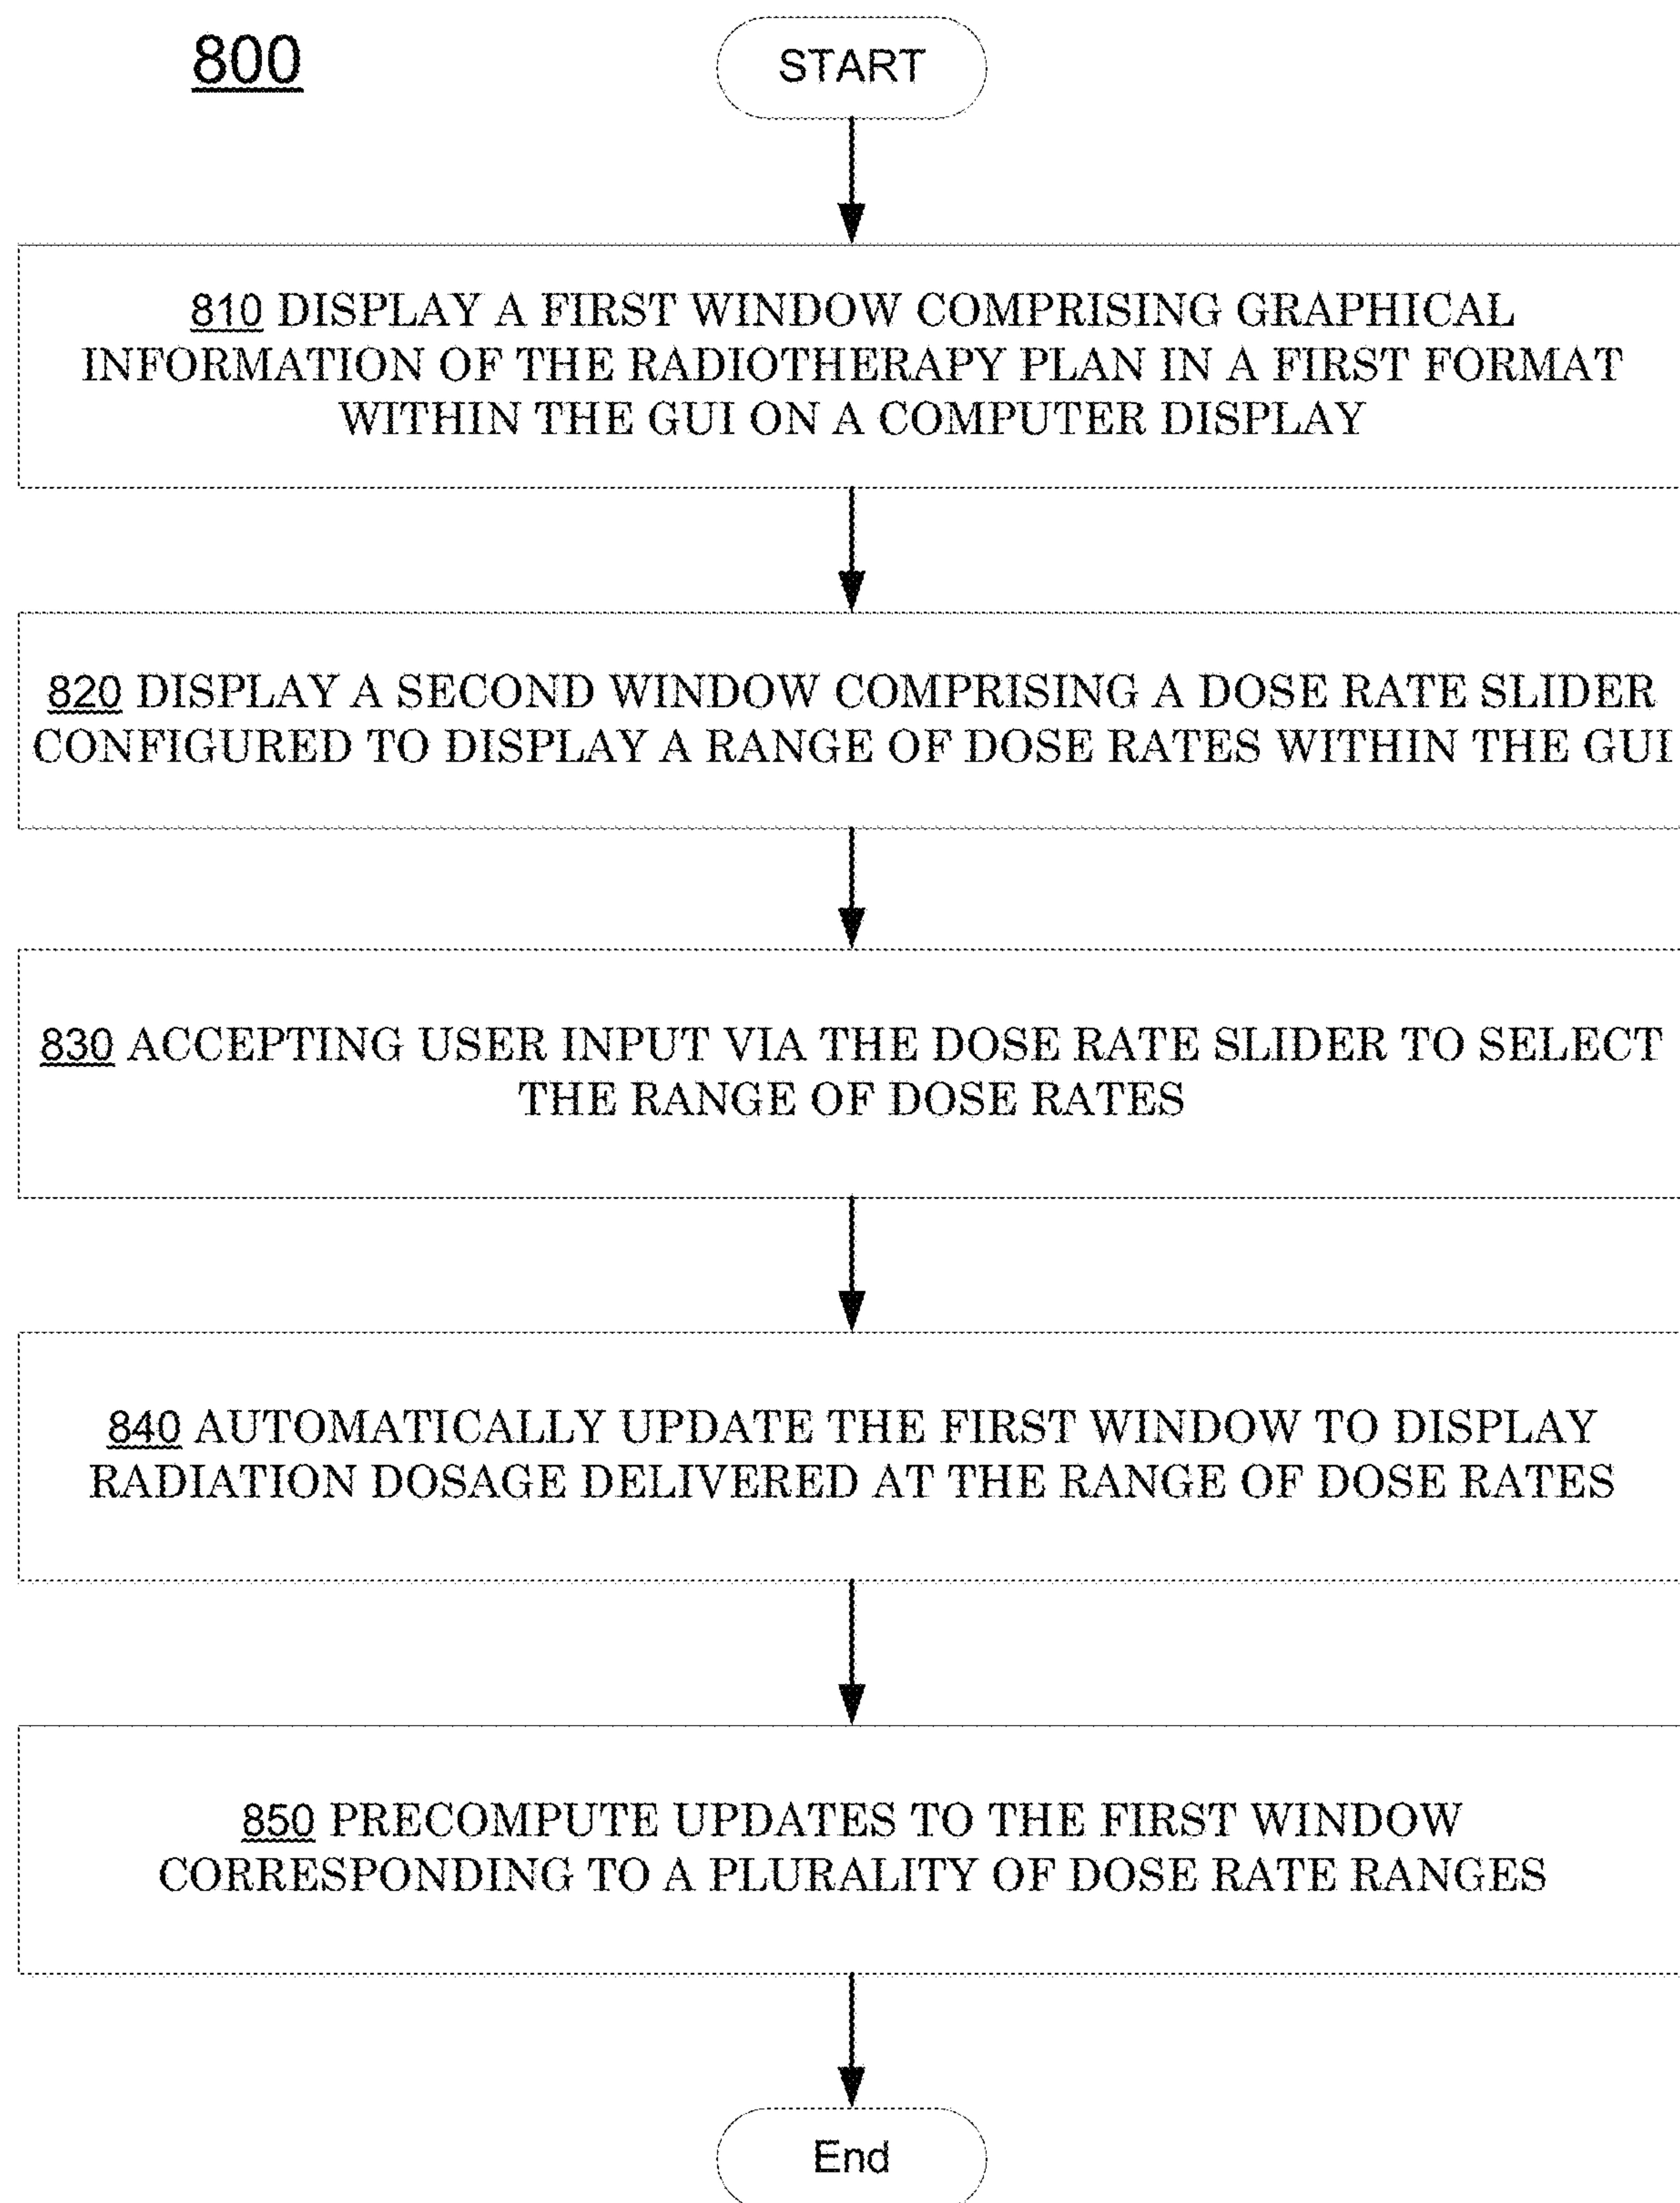 800
START
810 DISPLAY A FIRST WINDOW COMPRISING GRAPHICAL
INFORMATION OF THE RADIOTHERAPY PLAN IN A FIRST FORMAT
WITHIN THE GUI ON A COMPUTER DISPLAY
820 DISPLAY A SECOND WINDOW COMPRISING A DOSE RATE SLIDER
CONFIGURED TO DISPLAY A RANGE OF DOSE RATES WITHIN THE GUI
830 ACCEPTING USER INPUT VIA THE DOSE RATE SLIDER TO SELECT
THE RANGE OF DOSE RATES
840 AUTOMATICALLY UPDATE THE FIRST WINDOW TO DISPLAY
RADIATION DOSAGE DELIVERED AT THE RANGE OF DOSE RATES
850 PRECOMPUTE UPDATES TO THE FIRST WINDOW
CORRESPONDING TO A PLURALITY OF DOSE RATE RANGES
End